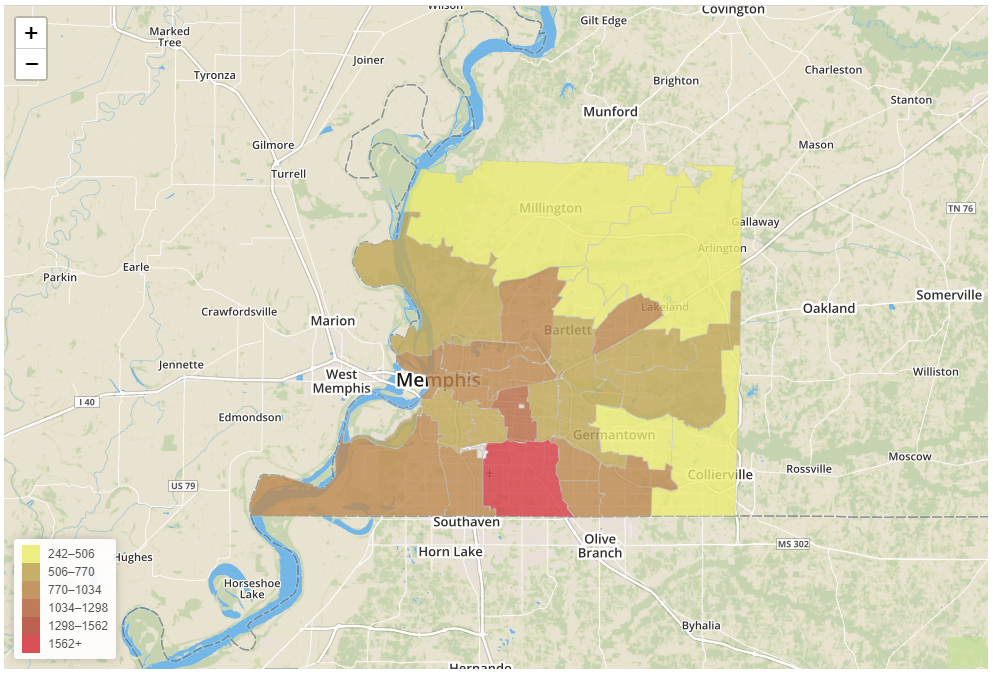 Wilson
Covington
Gilt Edge
+
−
Marked
Tree
Joiner
Tyronza
Brighton
Charleston
Stanton
Munford
Gilmore
Mason
Turrell
Millington
TN 76
Gallaway
Arlington
Parkin
Earle
Somerville
Crawfordsville
Lakeland
Oakland
Marion
Bartlett
Jennette
West
Memphis
Memphis
Williston
I 40
Edmondson
Germantown
Moscow
Rossville
Collierville
US 79
Southaven
Olive
Branch
Horn Lake
MS 302
Hughes
Horseshoe
Lake
Byhalia
Hernando
242–506
506–770
770–1034
1034–1298
1298–1562
1562+